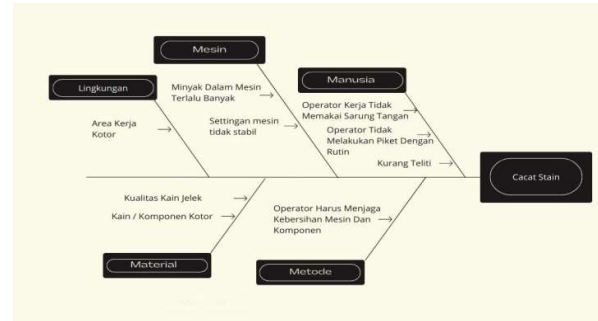 Mesin
Lingkungan
Manusia
Minyak Dalam Mesin
Terlalu Banyak
Operator Kerja Tidak
Memakai Sarung Tangan
Area Kerja
Kotor
Settingan mesin
tidak stabil
Operator Tidak
Melakukan Piket Dengan
Rutin
Kurang Teliti
Cacat Stain
Kualitas Kain Jelek
Kain / Komponen Kotor
Operator Harus Menjaga
Kebersihan Mesin Dan
Komponen
Material
Metode